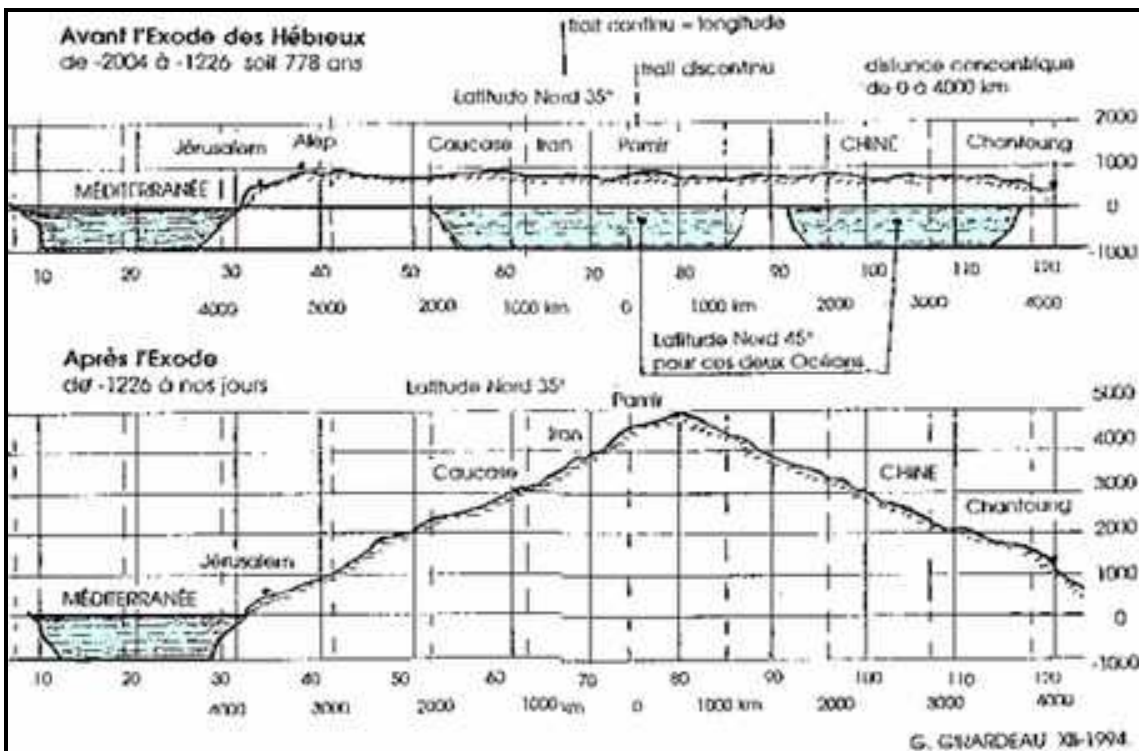 Avant l'Exode des Hébreux
de -2004 à -1226 soit 778 ans
trait continu = longitude
trait discontinu
distance concentrique
de 0 à 4000 km
Latitude Nord 35°
2000
Jérusalem Alep Caucase Iran Pamir CHINE Chantoung
1000
MÉDITERRANÉE
0
-1000
10 20 30 40 50 60 70 80 90 100 110 120
4000 3000 2000 1000 km 0 1000 km 2000 3000 4000
Latitude Nord 45°
pour ces deux Océans
Après l'Exode
de -1226 à nos jours
Latitude Nord 35°
Pamir
5000
Iran
4000
Caucase
CHINE
3000
Chantoung
2000
Jérusalem
1000
MÉDITERRANÉE
0
-1000
10 20 30 40 50 60 70 80 90 100 110 120
4000 3000 2000 1000 km 0 1000 km 2000 3000 4000
G. GIRARDEAU XII-1994